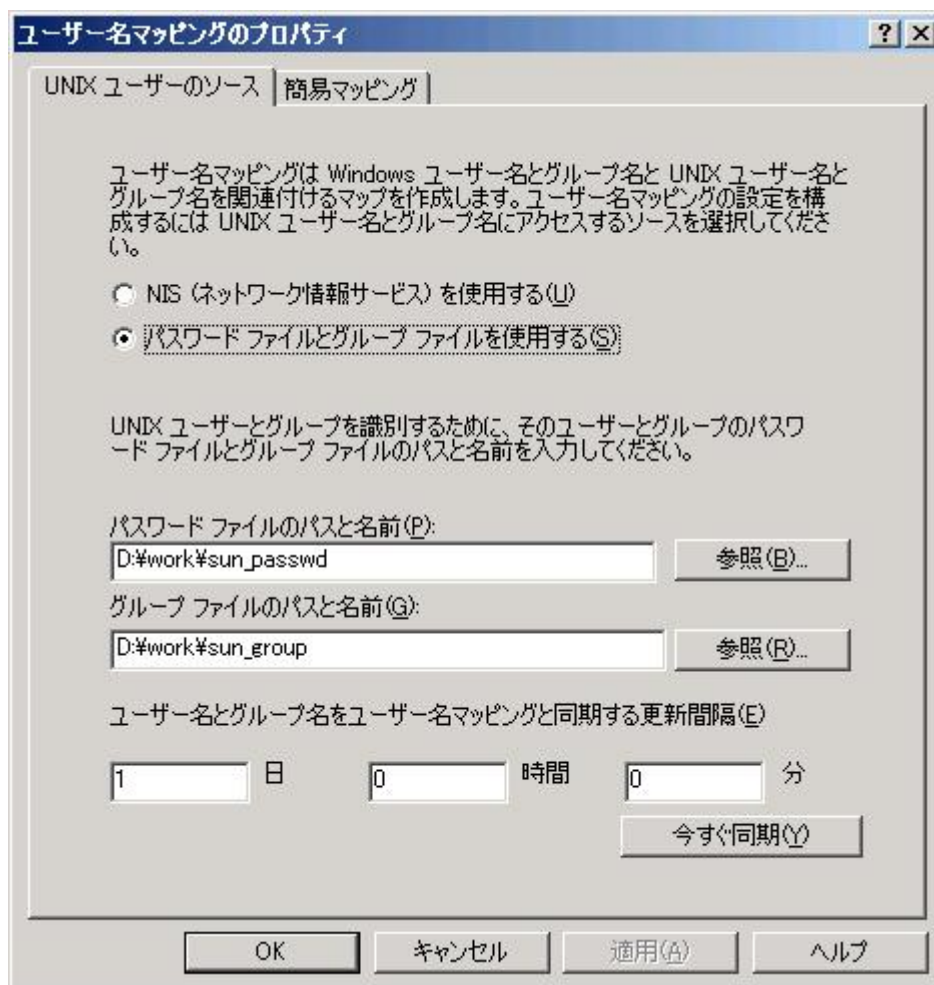 ユーザー名マッピングのプロパティ
UNIX ユーザーのソース
簡易マッピング
ユーザー名マッピングは Windows ユーザー名とグループ名と UNIX ユーザー名と
グループ名を関連付けるマップを作成します。ユーザー名マッピングの設定を構
成するには UNIX ユーザー名とグループ名にアクセスするソースを選択してくださ
い。
NIS (ネットワーク情報サービス) を使用する(U)
パスワード ファイルとグループ ファイルを使用する(S)
UNIX ユーザーとグループを識別するために、そのユーザーとグループのパスワ
ード ファイルとグループ ファイルのパスと名前を入力してください。
パスワード ファイルのパスと名前(P):
D:¥work¥sun_passwd
参照(B)...
グループ ファイルのパスと名前(G):
D:¥work¥sun_group
参照(R)...
ユーザー名とグループ名をユーザー名マッピングと同期する更新間隔(E)
1 日 0 時間 0 分
今すぐ同期(Y)
OK キャンセル 適用(A) ヘルプ